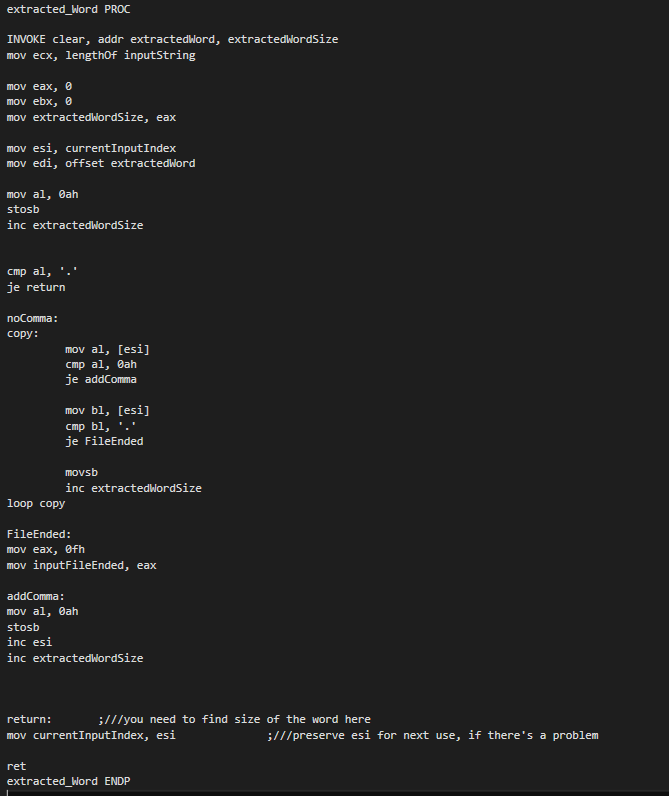 extracted_Word PROC
INVOKE clear, addr extractedWord, extractedWordSize
mov ecx, lengthOf inputString
mov eax, 0
mov ebx, 0
mov extractedWordSize, eax
mov esi, currentInputIndex
mov edi, offset extractedWord
mov al, 0ah
stosb
inc extractedWordSize
cmp al, '.'
je return
noComma:
copy:
mov al, [esi]
cmp al, 0ah
je addComma
mov bl, [esi]
cmp bl, '.'
je FileEnded
movsb
inc extractedWordSize
loop copy
FileEnded:
mov eax, 0fh
mov inputFileEnded, eax
addComma:
mov al, 0ah
stosb
inc esi
inc extractedWordSize
return: ;///you need to find size of the word here
mov currentInputIndex, esi ;///preserve esi for next use, if there's a problem
ret
extracted_Word ENDP